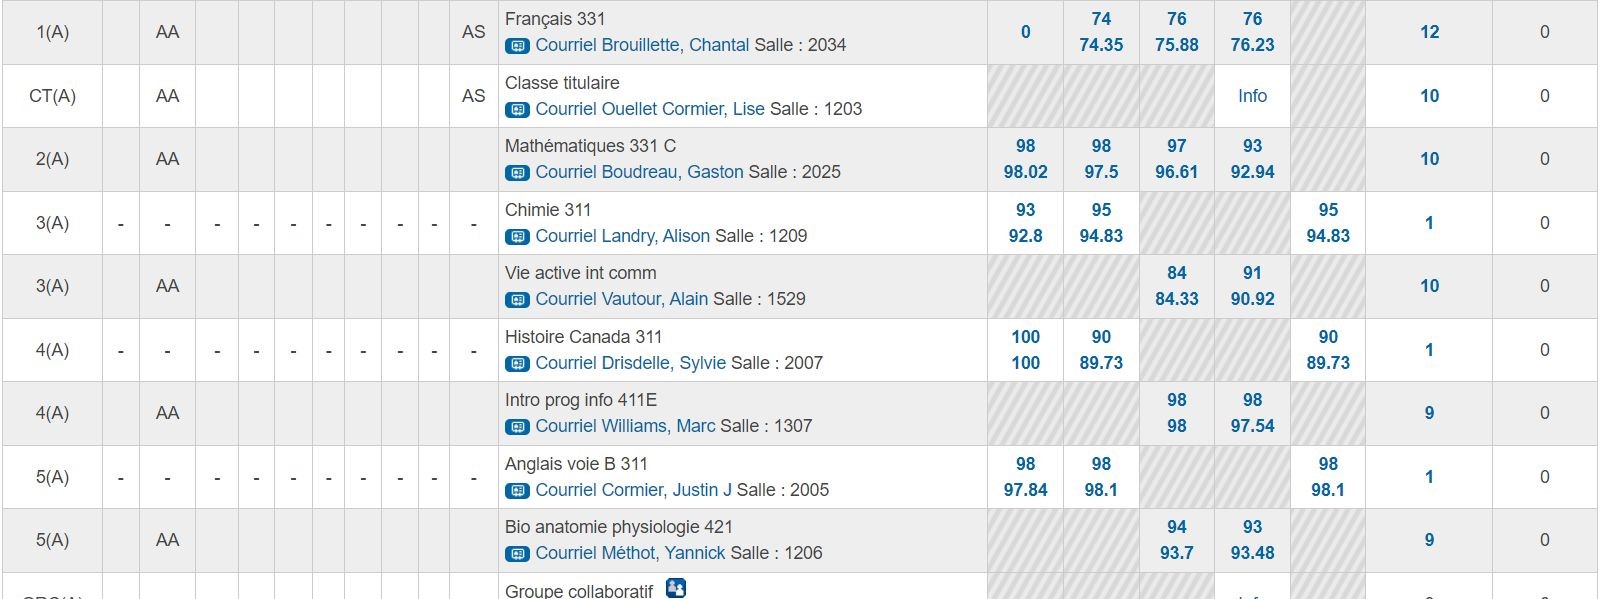 1(A) AA AS Français 331 0 74 76 76 12 0
Courriel Brouillette, Chantal Salle : 2034 74.35 75.88 76.23
CT(A) AA AS Classe titulaire Info 10 0
Courriel Ouellet Cormier, Lise Salle : 1203
2(A) AA Mathématiques 331 C 98 98 97 93 10 0
Courriel Boudreau, Gaston Salle : 2025 98.02 97.5 96.61 92.94
3(A) - - - - - - - - - - Chimie 311 93 95 95 1 0
Courriel Landry, Alison Salle : 1209 92.8 94.83 94.83
3(A) AA Vie active int comm 84 91 10 0
Courriel Vautour, Alain Salle : 1529 84.33 90.92
4(A) - - - - - - - - - - Histoire Canada 311 100 90 90 1 0
Courriel Drisdelle, Sylvie Salle : 2007 100 89.73 89.73
4(A) AA Intro prog info 411E 98 98 9 0
Courriel Williams, Marc Salle : 1307 98 97.54
5(A) - - - - - - - - - - Anglais voie B 311 98 98 98 1 0
Courriel Cormier, Justin J Salle : 2005 97.84 98.1 98.1
5(A) AA Bio anatomie physiologie 421 94 93 9 0
Courriel Méthot, Yannick Salle : 1206 93.7 93.48
Groupe collaboratif